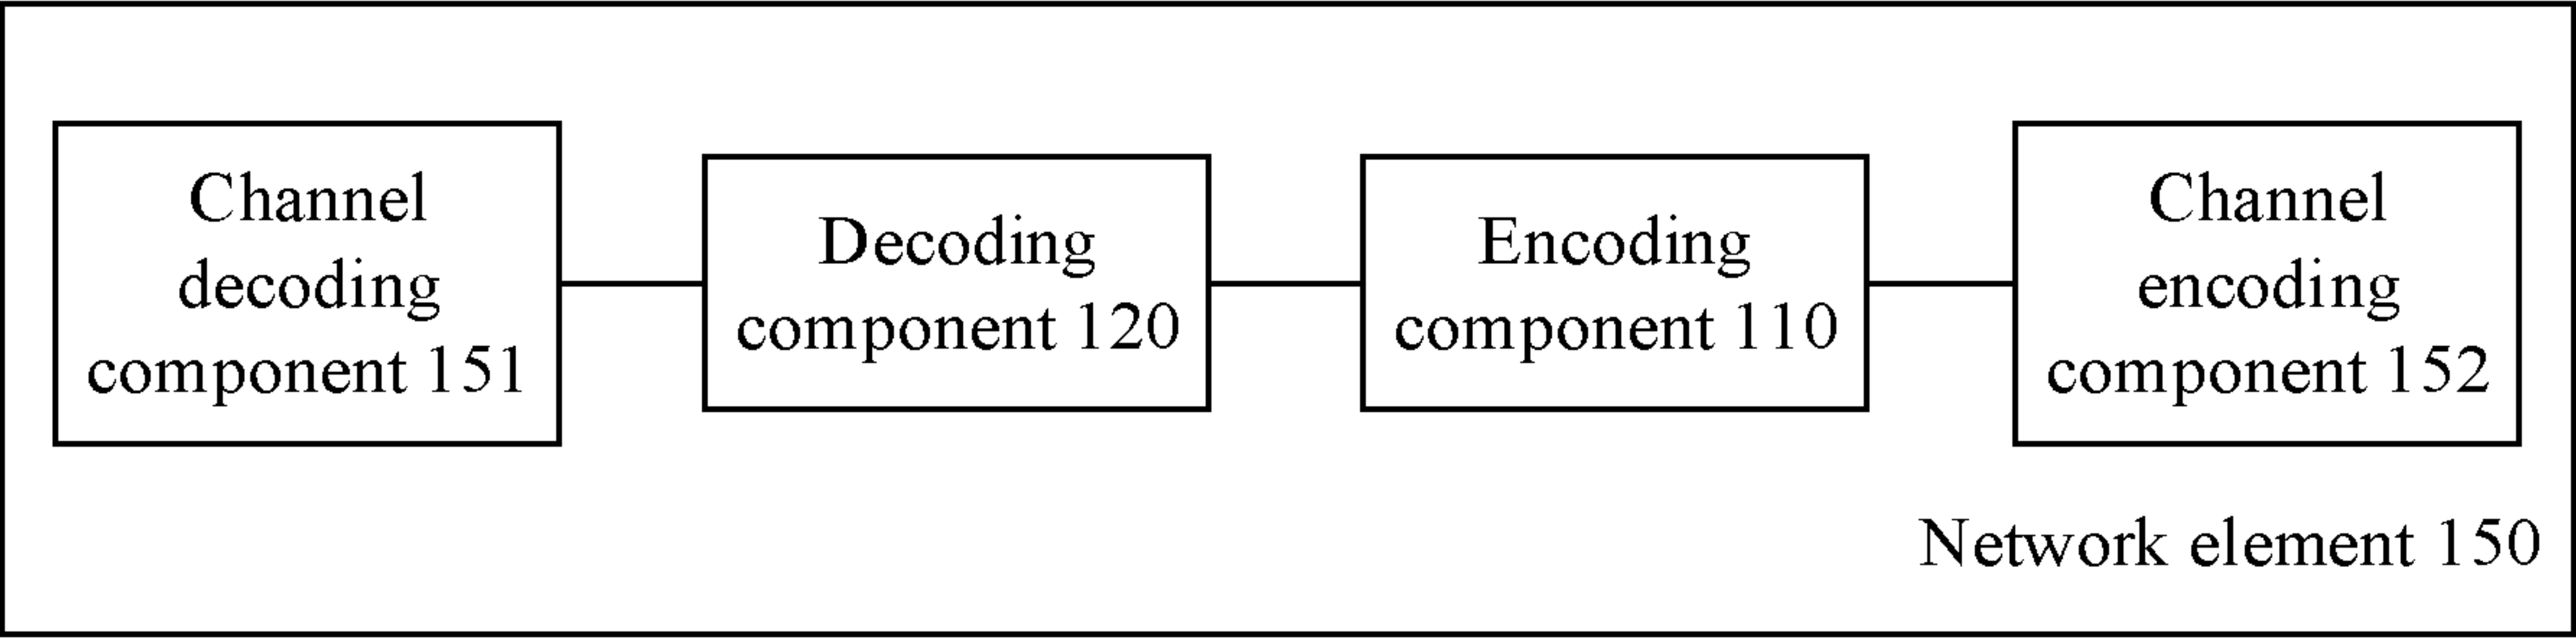 Channel
decoding
component 151
Decoding
component 120
Encoding
component 110
Channel
encoding
component 152
Network element 150